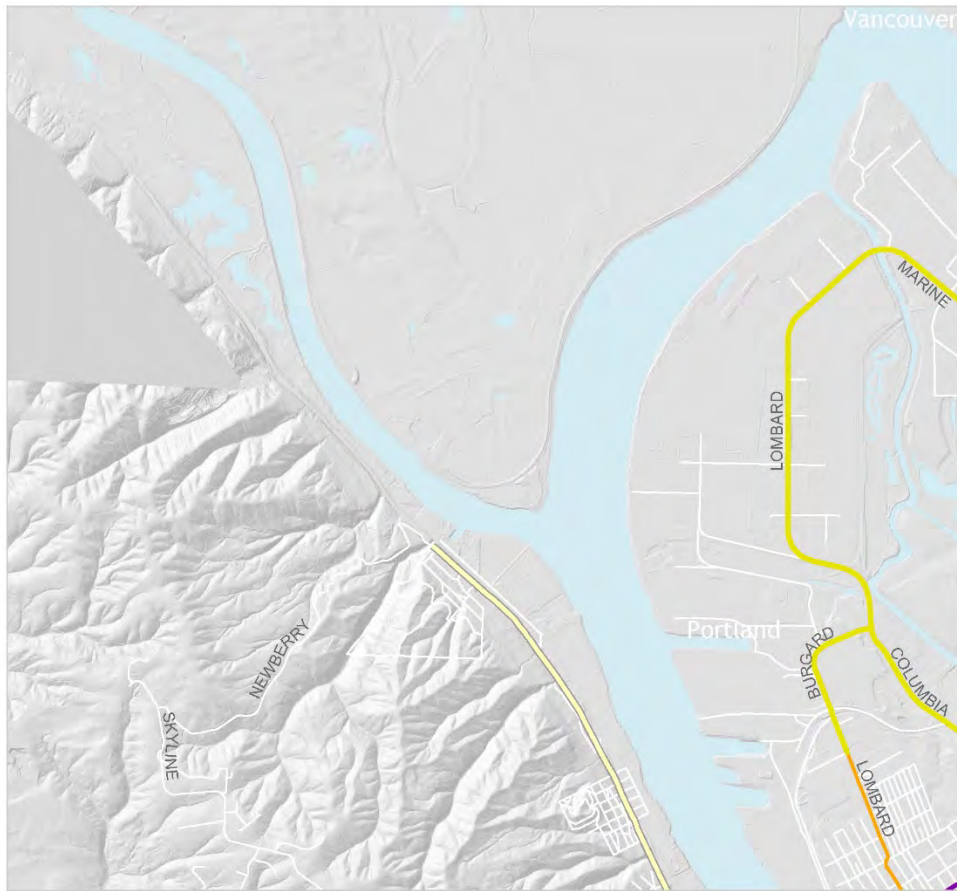 Vancouver
MARINE
LOMBARD
Portland
BURGARD
COLUMBIA
NEWBERRY
SKYLINE
LOMBARD